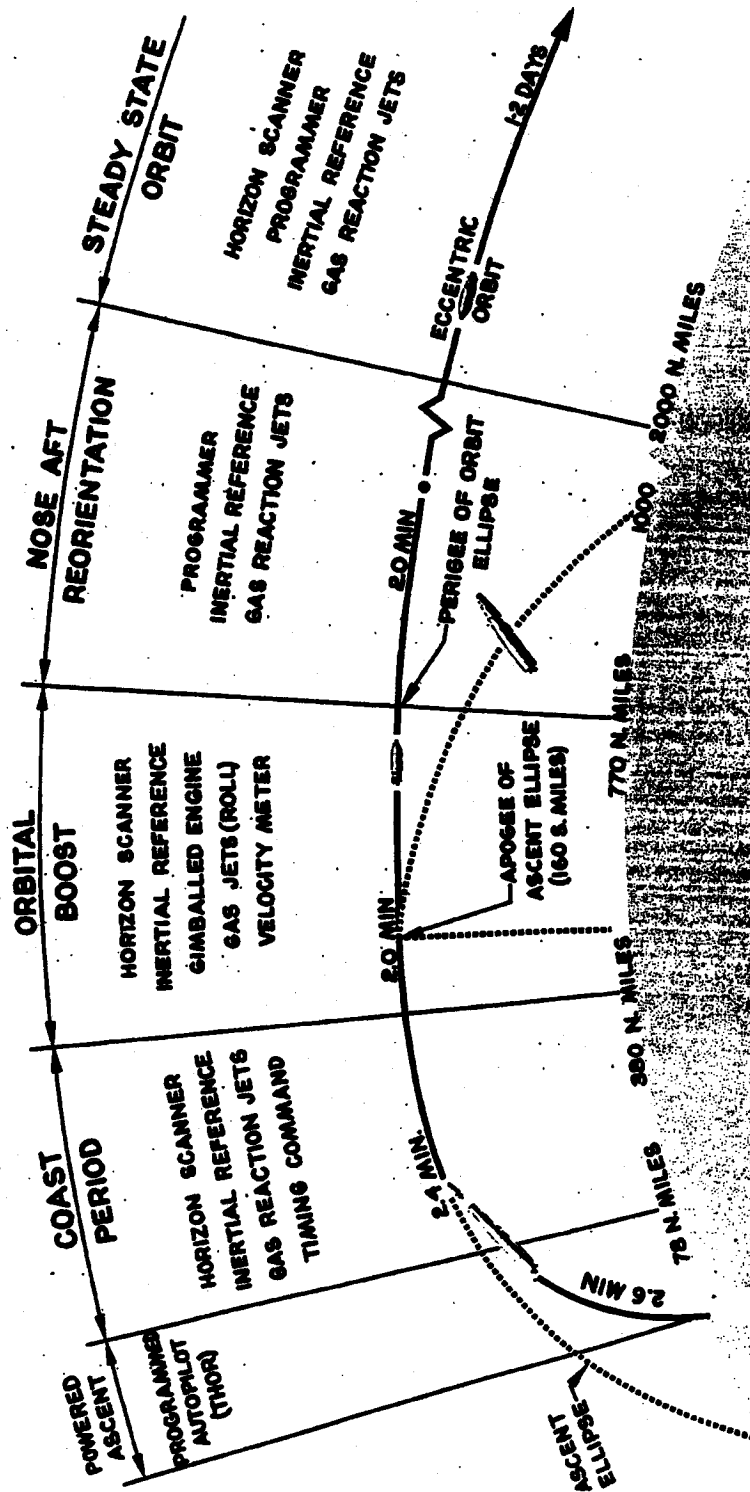 POWERED
ASCENT
PROGRAMMED
AUTOPILOT
(THOR)
COAST
PERIOD
HORIZON SCANNER
INERTIAL REFERENCE
GAS REACTION JETS
TIMING COMMAND
ORBITAL
BOOST
HORIZON SCANNER
INERTIAL REFERENCE
GIMBALLED ENGINE
GAS JETS (ROLL)
VELOCITY METER
NOSE AFT
REORIENTATION
PROGRAMMER
INERTIAL REFERENCE
GAS REACTION JETS
STEADY STATE
ORBIT
HORIZON SCANNER
PROGRAMMER
INERTIAL REFERENCE
GAS REACTION JETS
2.6 MIN
2.4 MIN.
2.0 MIN
2.0 MIN
1-2 DAYS
ECCENTRIC
ORBIT
PERIGEE OF ORBIT
ELLIPSE
APOGEE OF
ASCENT ELLIPSE
(160 S. MILES)
ASCENT
ELLIPSE
78 N. MILES
380 N. MILES
770 N. MILES
1000
2000 N. MILES